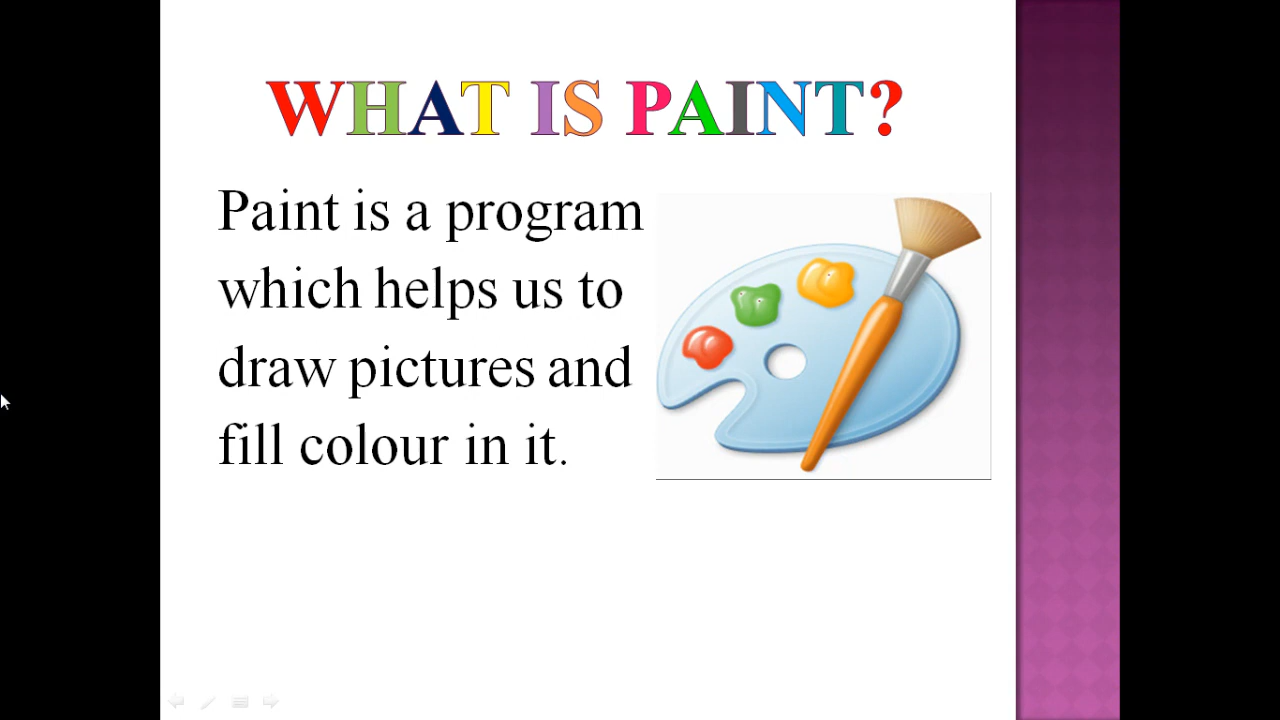 WHAT IS PAINT?
Paint is a program
which helps us to
draw pictures and
fill colour in it.